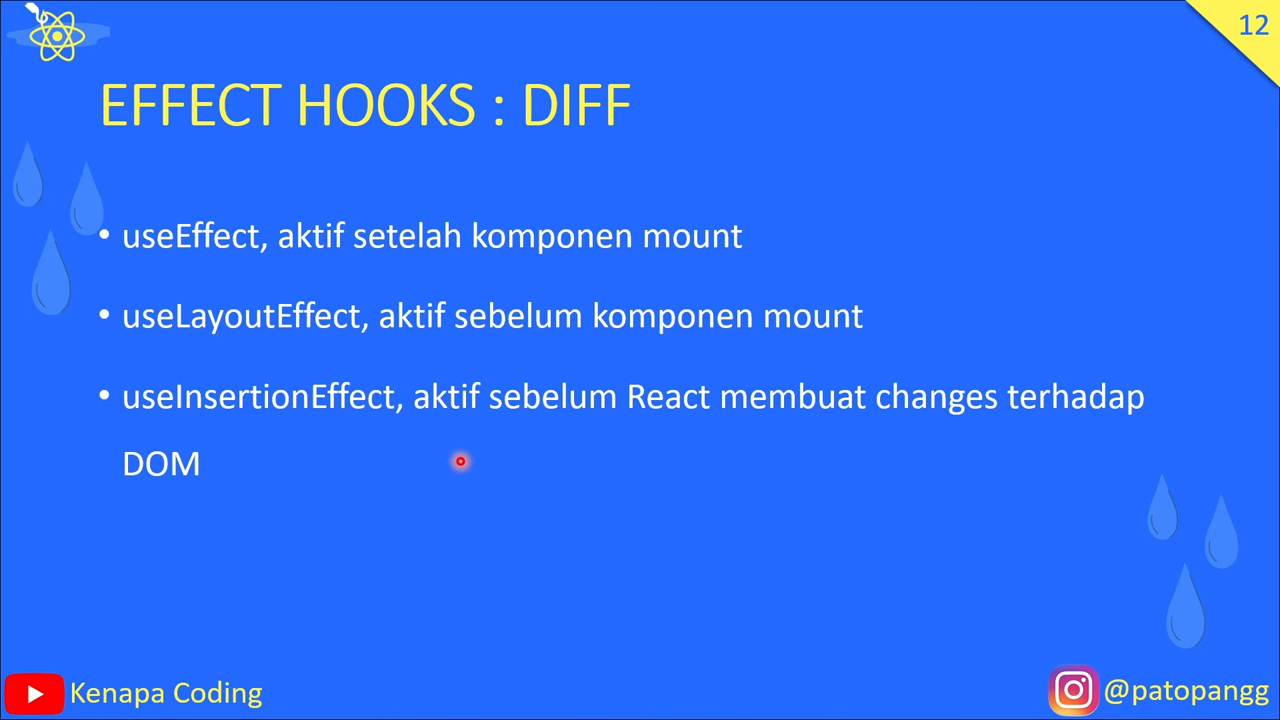 12
EFFECT HOOKS : DIFF
• useEffect, aktif setelah komponen mount
• useLayoutEffect, aktif sebelum komponen mount
• useInsertionEffect, aktif sebelum React membuat changes terhadap
DOM
Kenapa Coding
@patopangg